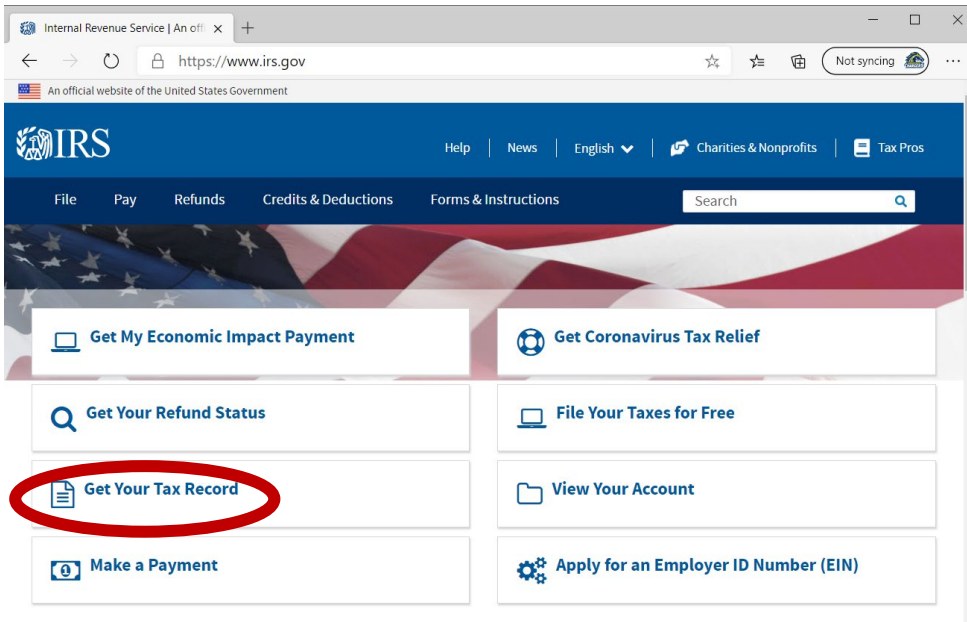 Internal Revenue Service | An off
https://www.irs.gov
Not syncing
An official website of the United States Government
IRS
Help
News
English
Charities & Nonprofits
Tax Pros
File
Pay
Refunds
Credits & Deductions
Forms & Instructions
Search
Get My Economic Impact Payment
Get Coronavirus Tax Relief
Get Your Refund Status
File Your Taxes for Free
Get Your Tax Record
View Your Account
Make a Payment
Apply for an Employer ID Number (EIN)